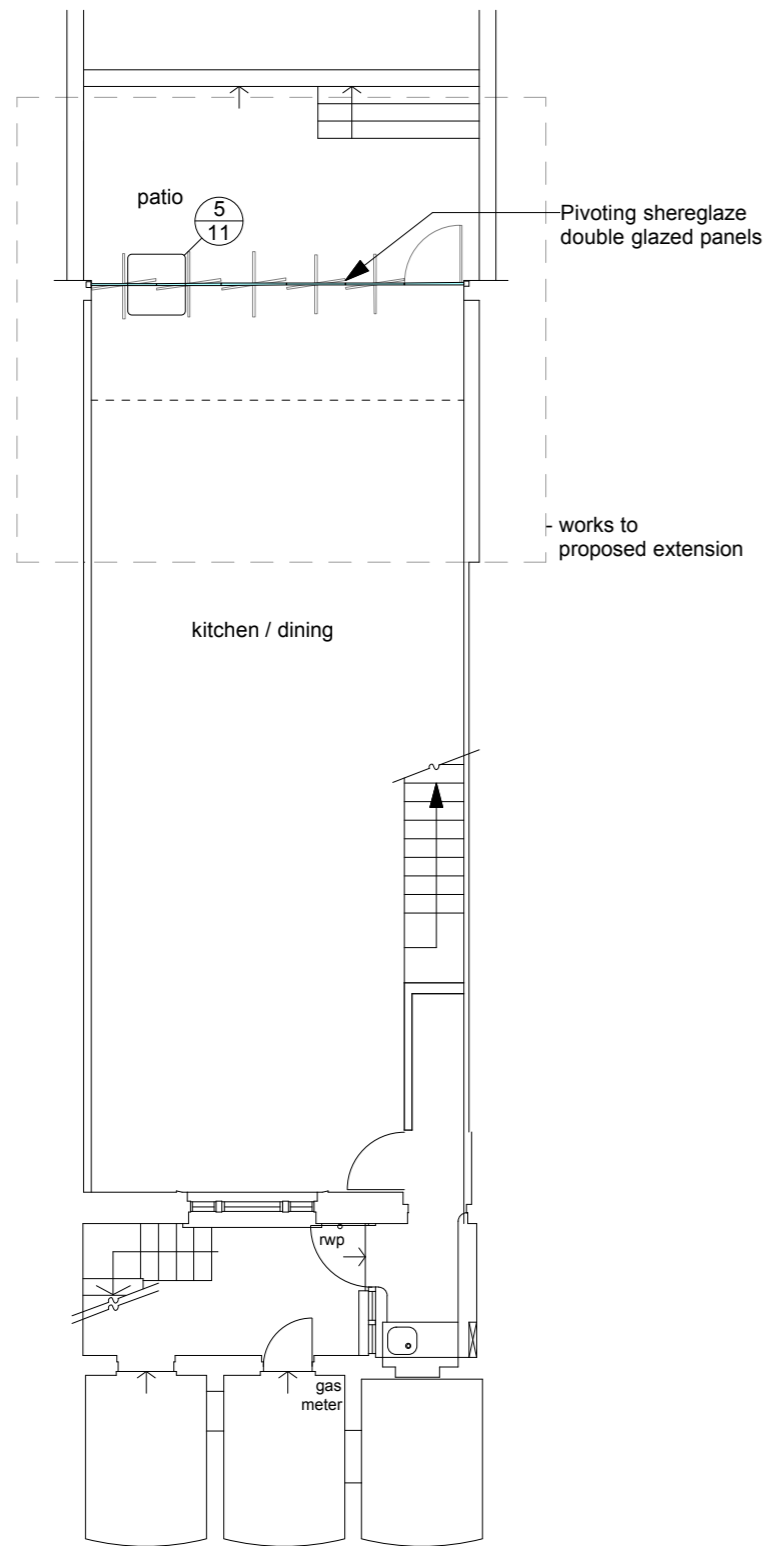 patio
5
11
Pivoting shereglaze
double glazed panels
- works to
proposed extension
kitchen / dining
rwp
gas
meter